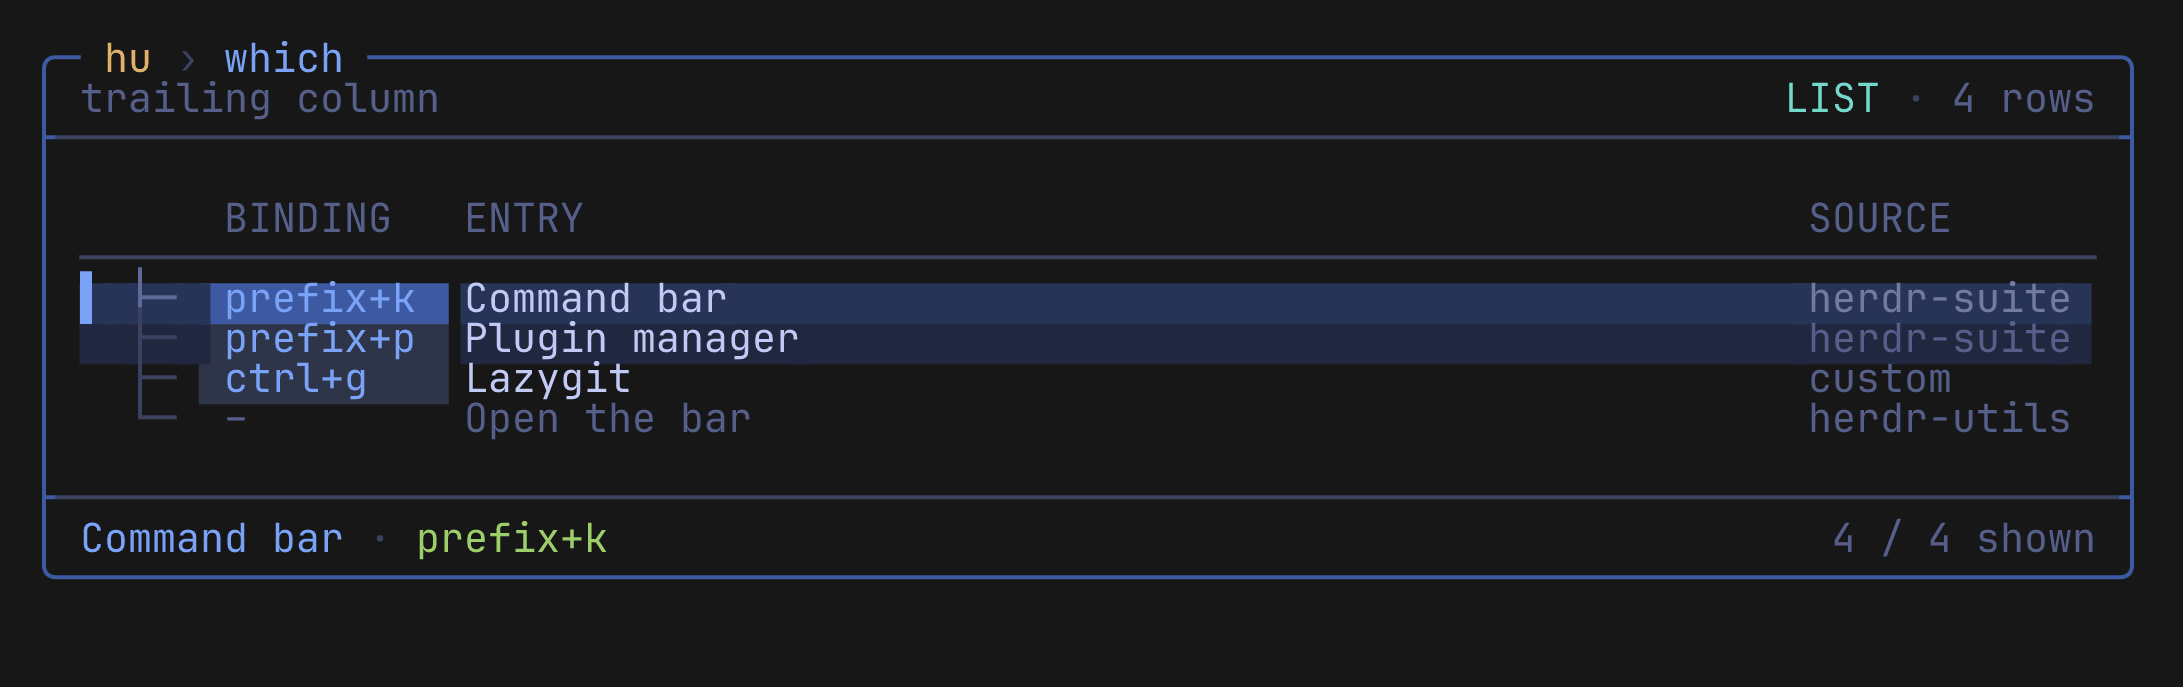 hu › which
trailing column LIST · 4 rows
BINDING ENTRY SOURCE
prefix+k Command bar herdr-suite
prefix+p Plugin manager herdr-suite
ctrl+g Lazygit custom
- Open the bar herdr-utils
Command bar · prefix+k 4 / 4 shown